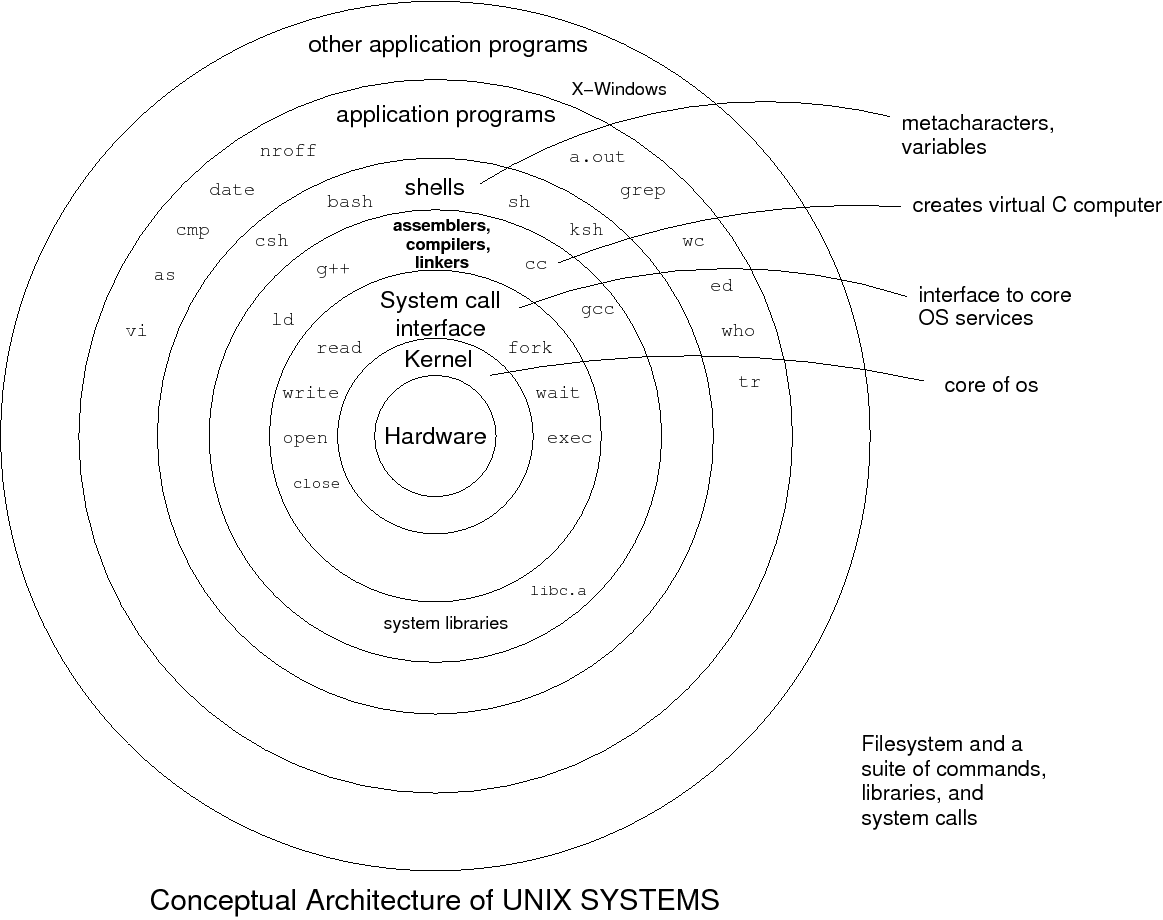 other application programs
X−Windows
application programs
metacharacters,
variables
nroff
a.out
date
shells
grep
bash
sh
creates virtual C computer
cmp
assemblers,
ksh
csh
compilers,
wc
linkers
g++
cc
as
ed
System call
interface to core
ld
gcc
OS services
vi
interface
who
read
fork
Kernel
core of os
tr
write
wait
open
Hardware
exec
close
libc.a
system libraries
Filesystem and a
suite of commands,
libraries, and
system calls
Conceptual Architecture of UNIX SYSTEMS